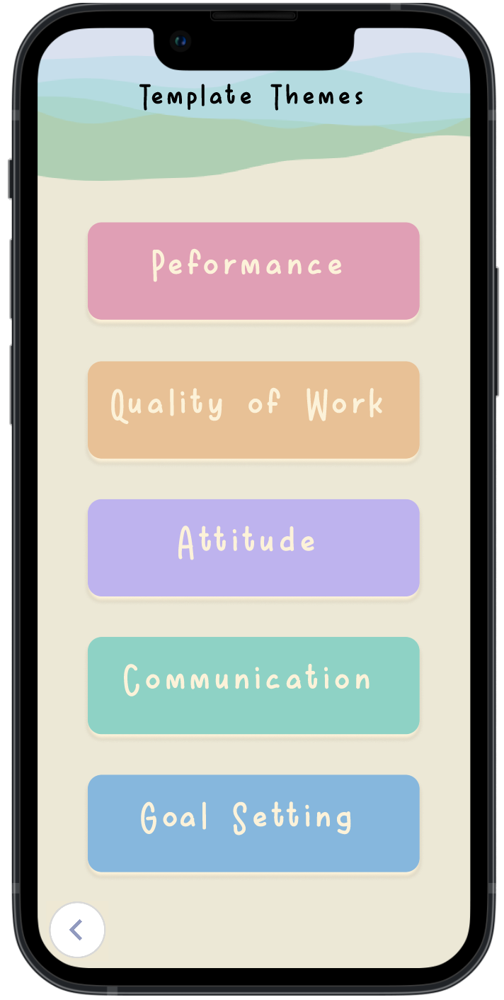 Template Themes
Peformance
Quality of Work
Attitude
Communication
Goal Setting